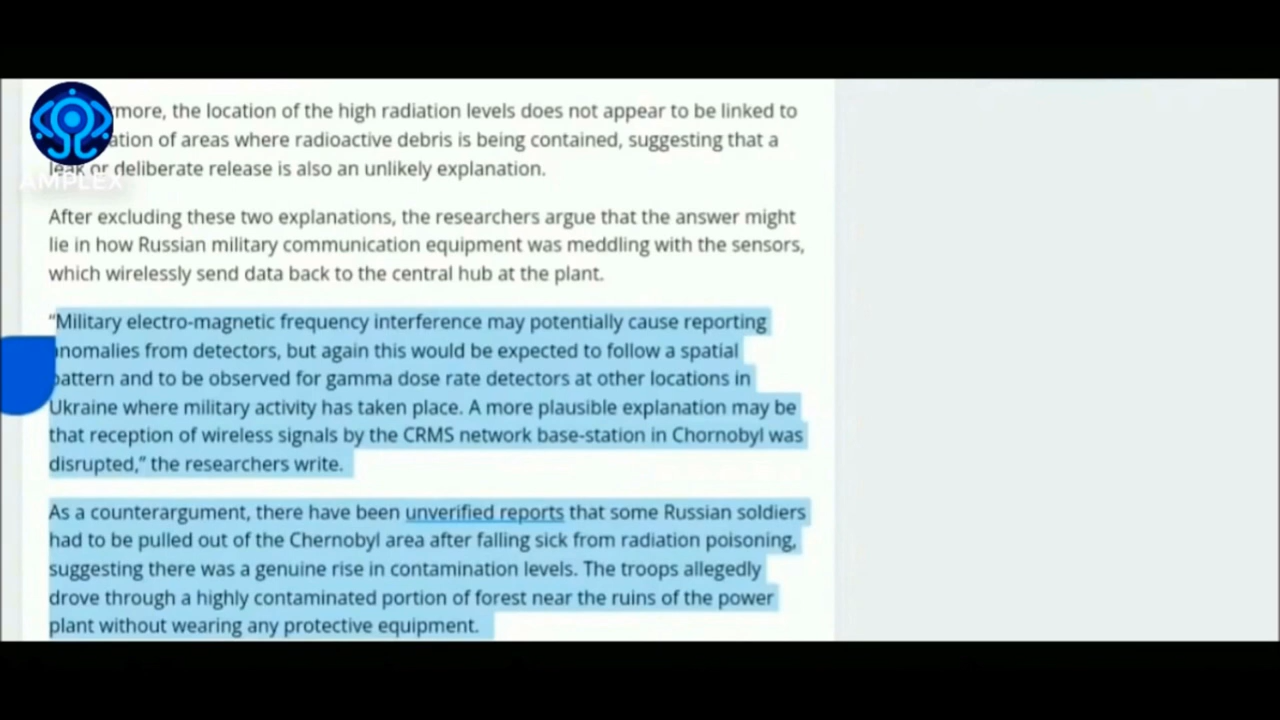 AMPLEX
rmore, the location of the high radiation levels does not appear to be linked to
ation of areas where radioactive debris is being contained, suggesting that a
leak or deliberate release is also an unlikely explanation.
After excluding these two explanations, the researchers argue that the answer might
lie in how Russian military communication equipment was meddling with the sensors,
which wirelessly send data back to the central hub at the plant.
“Military electro-magnetic frequency interference may potentially cause reporting
anomalies from detectors, but again this would be expected to follow a spatial
pattern and to be observed for gamma dose rate detectors at other locations in
Ukraine where military activity has taken place. A more plausible explanation may be
that reception of wireless signals by the CRMS network base-station in Chornobyl was
disrupted,” the researchers write.
As a counterargument, there have been unverified reports that some Russian soldiers
had to be pulled out of the Chernobyl area after falling sick from radiation poisoning,
suggesting there was a genuine rise in contamination levels. The troops allegedly
drove through a highly contaminated portion of forest near the ruins of the power
plant without wearing any protective equipment.